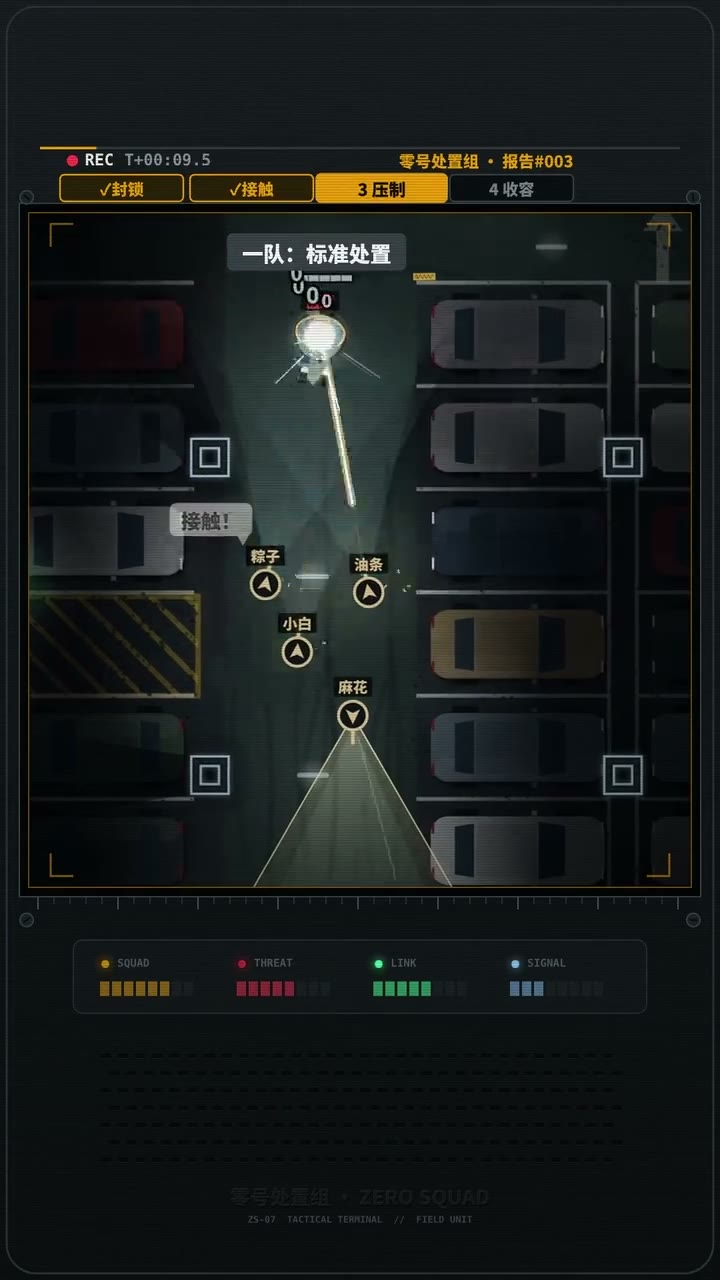 REC T+00:09.5
零号处置组 · 报告#003
✓封锁
✓接触
3 压制
4 收容
一队: 标准处置
接触!
粽子
油条
小白
麻花
SQUAD
THREAT
LINK
SIGNAL
零号处置组 · ZERO SQUAD
ZS-07 TACTICAL TERMINAL // FIELD UNIT